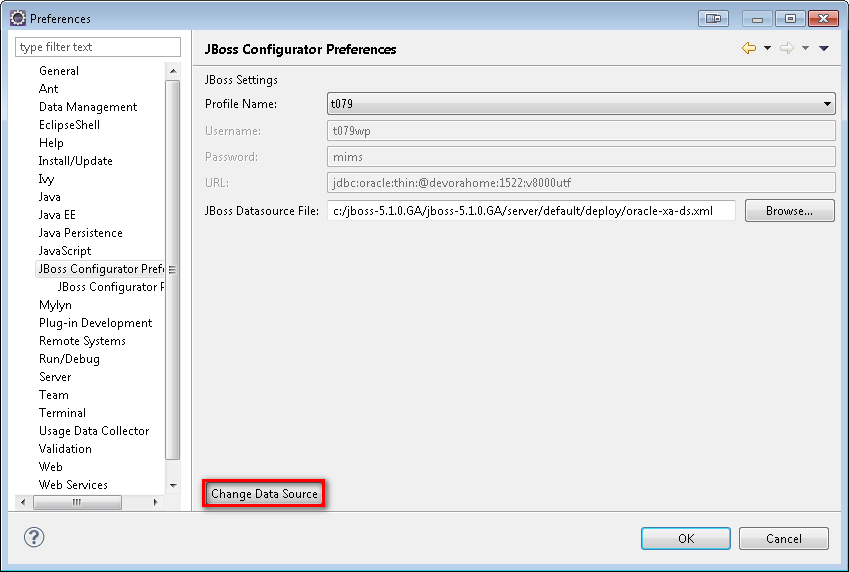 Preferences
type filter text
General
Ant
Data Management
EclipseShell
Help
Install/Update
Ivy
Java
Java EE
Java Persistence
JavaScript
JBoss Configurator Prefe
JBoss Configurator P
Mylyn
Plug-in Development
Remote Systems
Run/Debug
Server
Team
Terminal
Usage Data Collector
Validation
Web
Web Services
JBoss Configurator Preferences
JBoss Settings
Profile Name: t079
Username: t079wp
Password: mims
URL: jdbc:oracle:thin:@devorahome:1522:v8000utf
JBoss Datasource File: c:/jboss-5.1.0.GA/jboss-5.1.0.GA/server/default/deploy/oracle-xa-ds.xml Browse...
Change Data Source
? OK Cancel